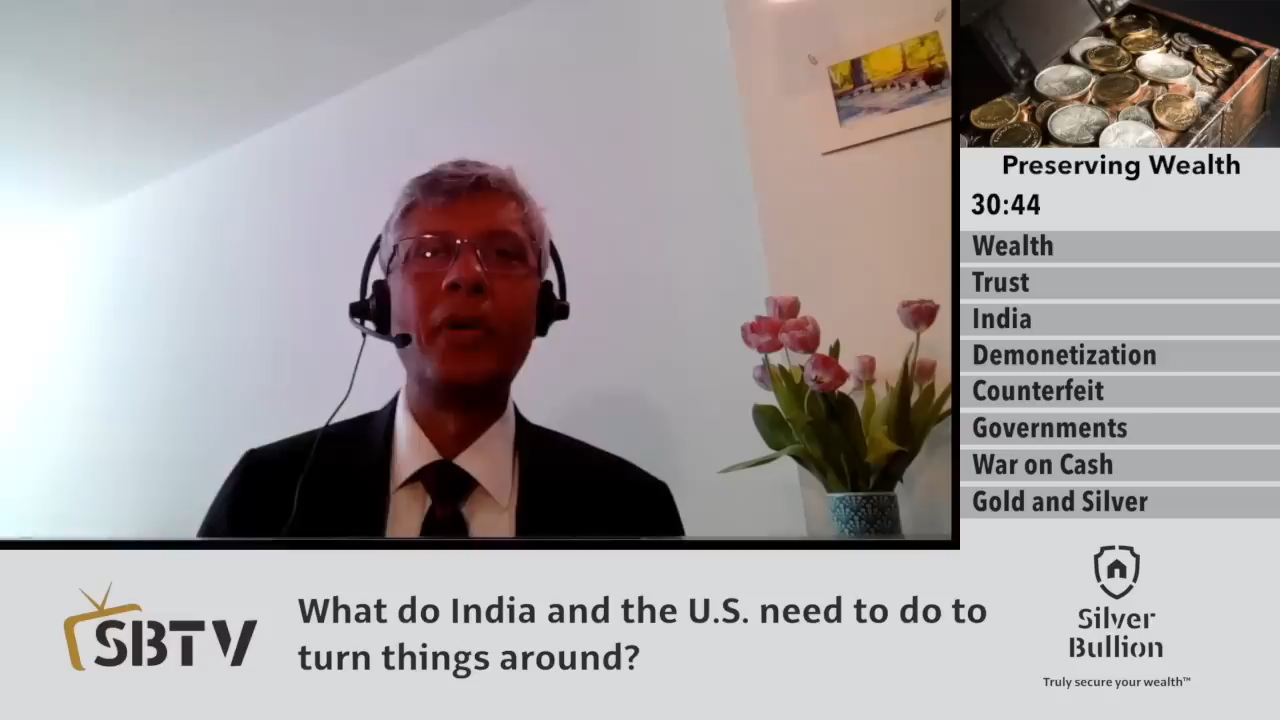 Preserving Wealth
30:44
Wealth
Trust
India
Demonetization
Counterfeit
Governments
War on Cash
Gold and Silver
SBTV
What do India and the U.S. need to do to
turn things around?
Silver
Bullion
Truly secure your wealth™